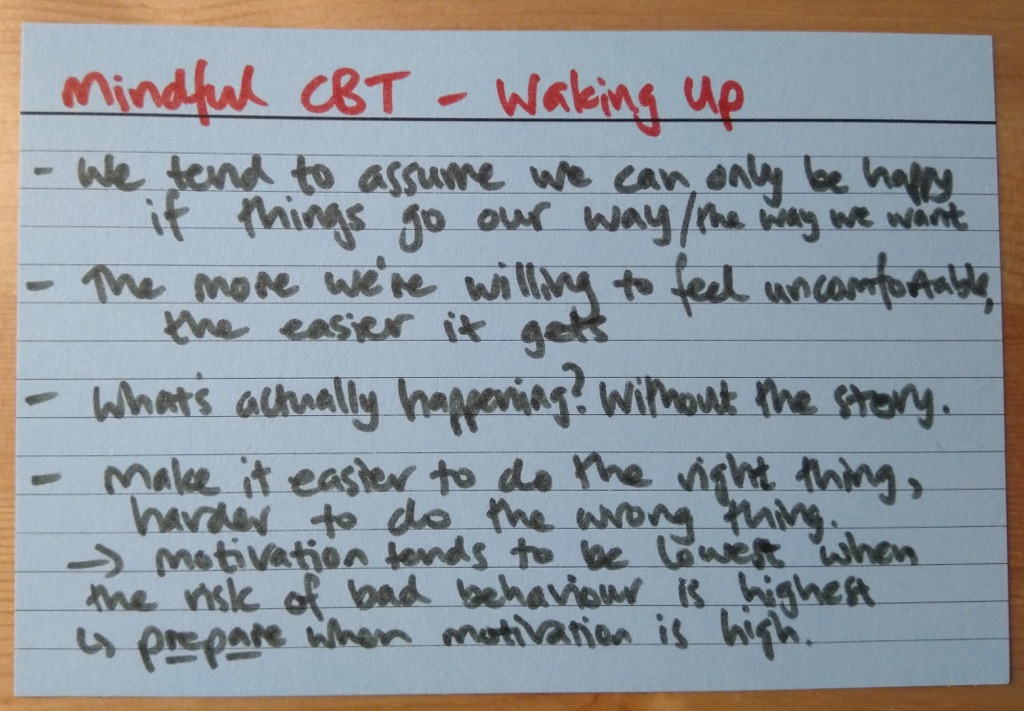 Mindful CBT - Waking Up
- We tend to assume we can only be happy
if things go our way/the way we want
- The more we're willing to feel uncomfortable,
the easier it gets
- What's actually happening? Without the story.
- Make it easier to do the right thing,
harder to do the wrong thing.
→ motivation tends to be lowest when
the risk of bad behaviour is highest
↳ prepare when motivation is high.